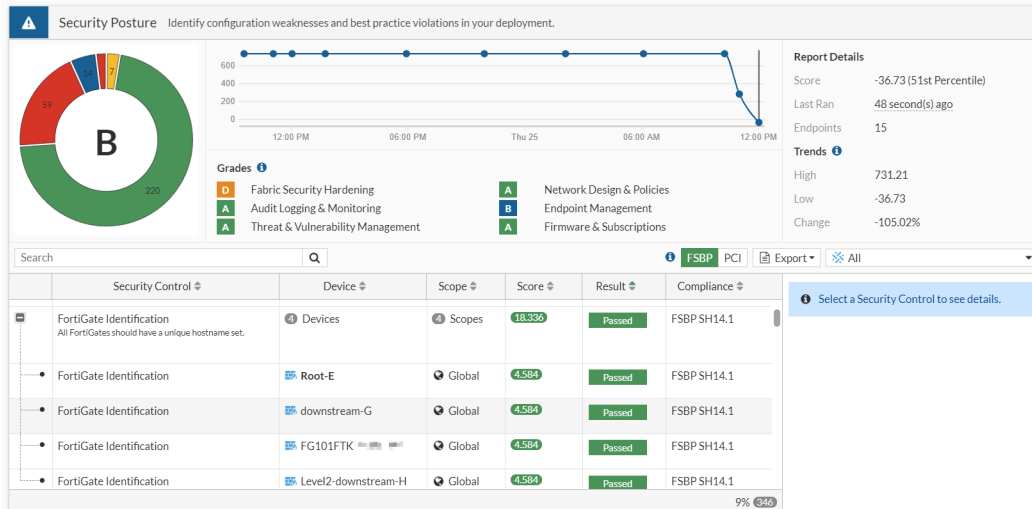 Security Posture Identify configuration weaknesses and best practice violations in your deployment.
14
7
59
B
220
600
400
200
0
12:00 PM 06:00 PM Thu 25 06:00 AM 12:00 PM
Grades
D Fabric Security Hardening
A Audit Logging & Monitoring
A Threat & Vulnerability Management
A Network Design & Policies
B Endpoint Management
A Firmware & Subscriptions
Report Details
Score -36.73 (51st Percentile)
Last Ran 48 second(s) ago
Endpoints 15
Trends
High 731.21
Low -36.73
Change -105.02%
Search FSBP PCI Export All
Security Control Device Scope Score Result Compliance
FortiGate Identification 4 Devices 4 Scopes 18.336 Passed FSBP SH14.1
All FortiGates should have a unique hostname set.
FortiGate Identification Root-E Global 4.584 Passed FSBP SH14.1
FortiGate Identification downstream-G Global 4.584 Passed FSBP SH14.1
FortiGate Identification FG101FTK Global 4.584 Passed FSBP SH14.1
FortiGate Identification Level2-downstream-H Global 4.584 Passed FSBP SH14.1
9% 346
Select a Security Control to see details.